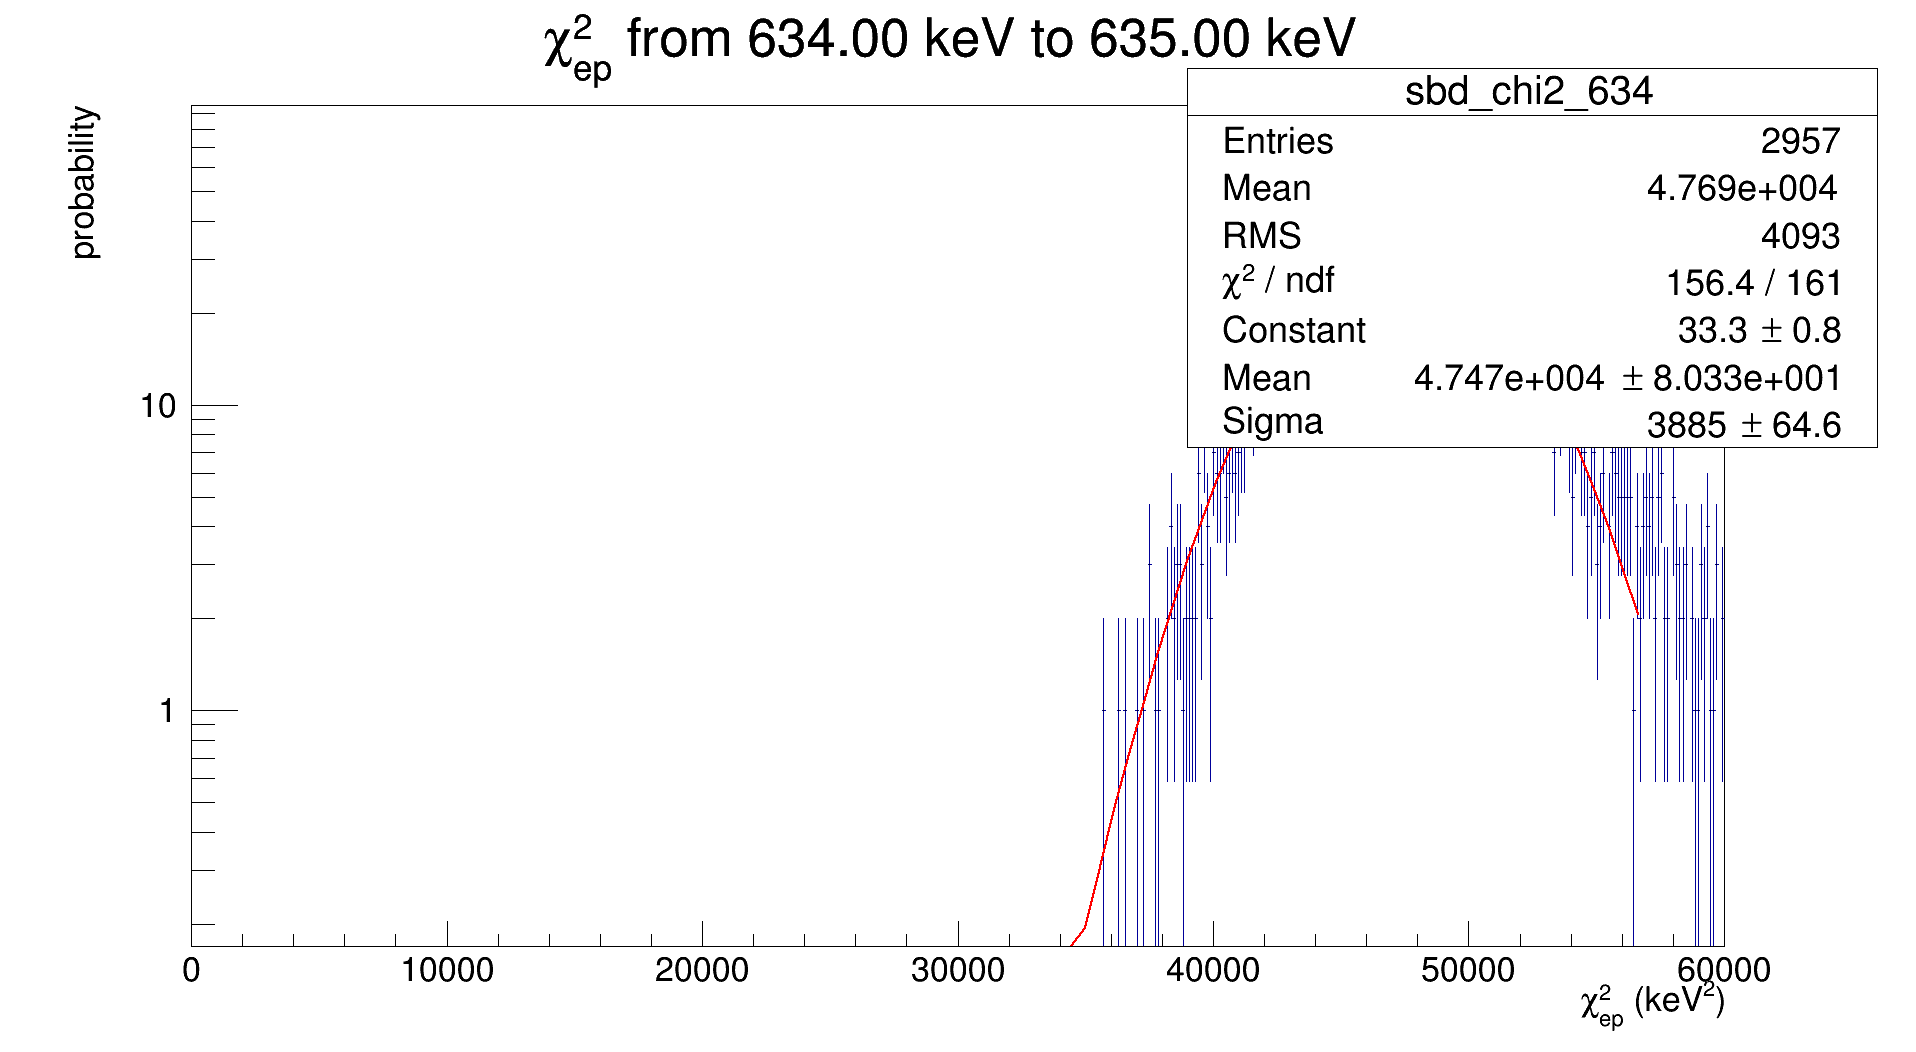 χ²ep from 634.00 keV to 635.00 keV
sbd_chi2_634
Entries 2957
Mean 4.769e+004
RMS 4093
χ² / ndf 156.4 / 161
Constant 33.3 ± 0.8
Mean 4.747e+004 ± 8.033e+001
Sigma 3885 ± 64.6
probability
10
1
0 10000 20000 30000 40000 50000 60000
χ²ep (keV²)